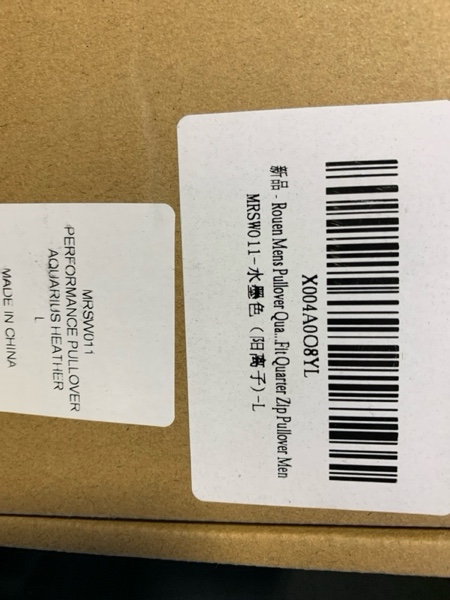 X004A0O8YL
新品 - Rouen Mens Pullover Qua...Fit Quarter Zip Pullover Men
MRSW011-水墨色（阳离子）-L
MRSW011
PERFORMANCE PULLOVER
AQUARIUS HEATHER
L
MADE IN CHINA